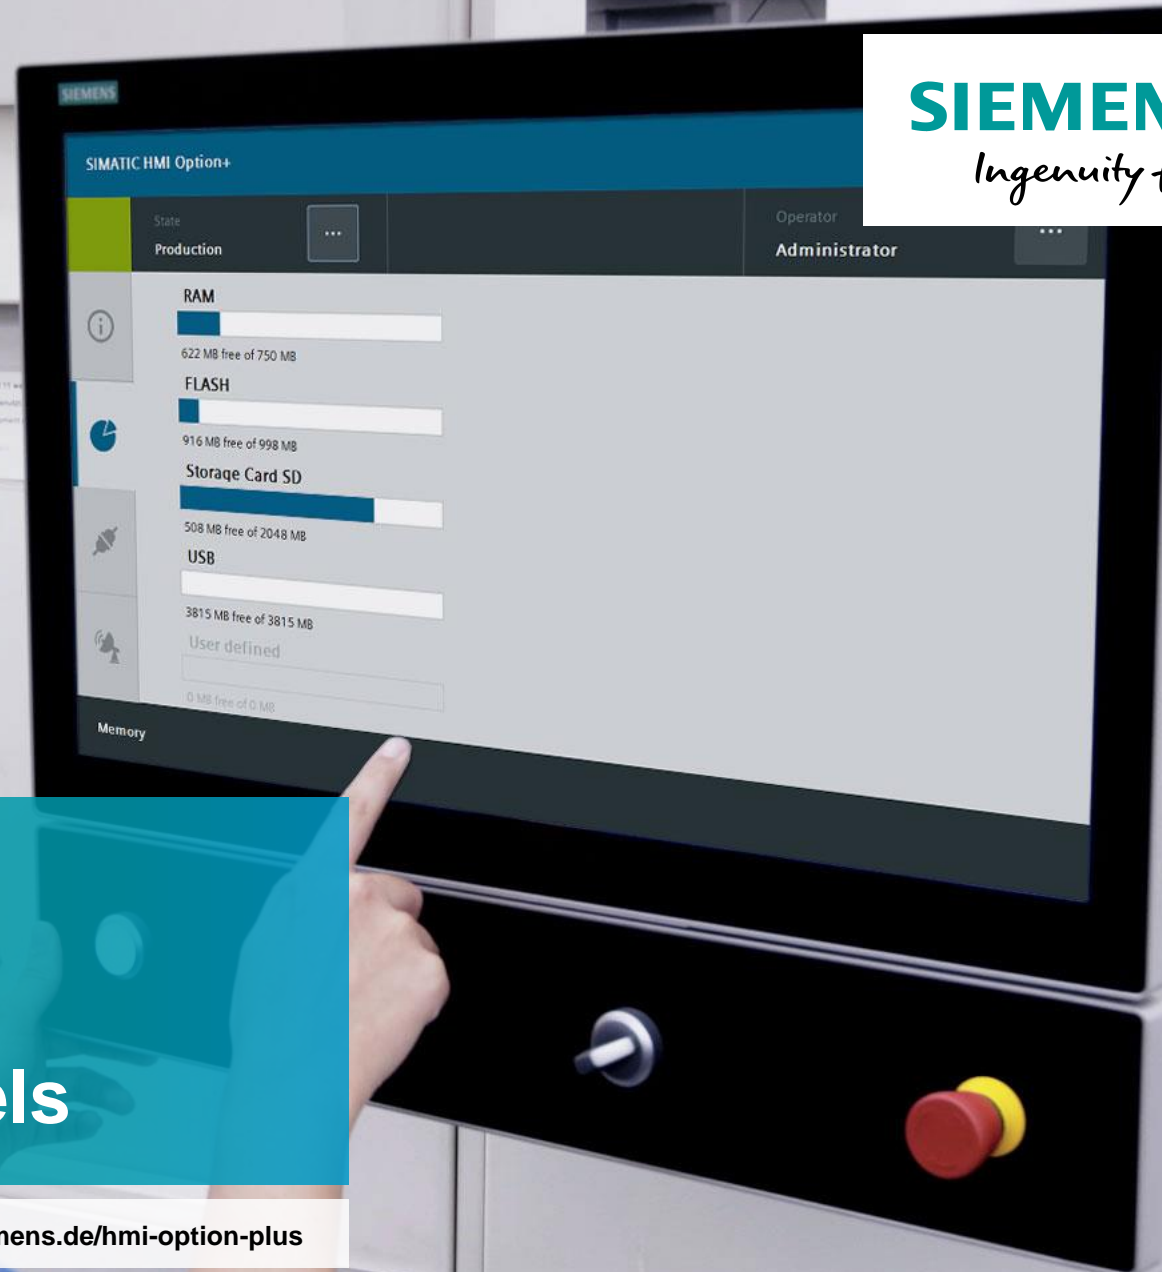 SIEMENS
SIEMEN
Ingenuity f
SIMATIC HMI Option+
State
Production
...
Operator
Administrator
...
RAM
622 MB free of 750 MB
FLASH
916 MB free of 998 MB
Storage Card SD
508 MB free of 2048 MB
USB
3815 MB free of 3815 MB
User defined
0 MB free of 0 MB
Memory
els
mens.de/hmi-option-plus